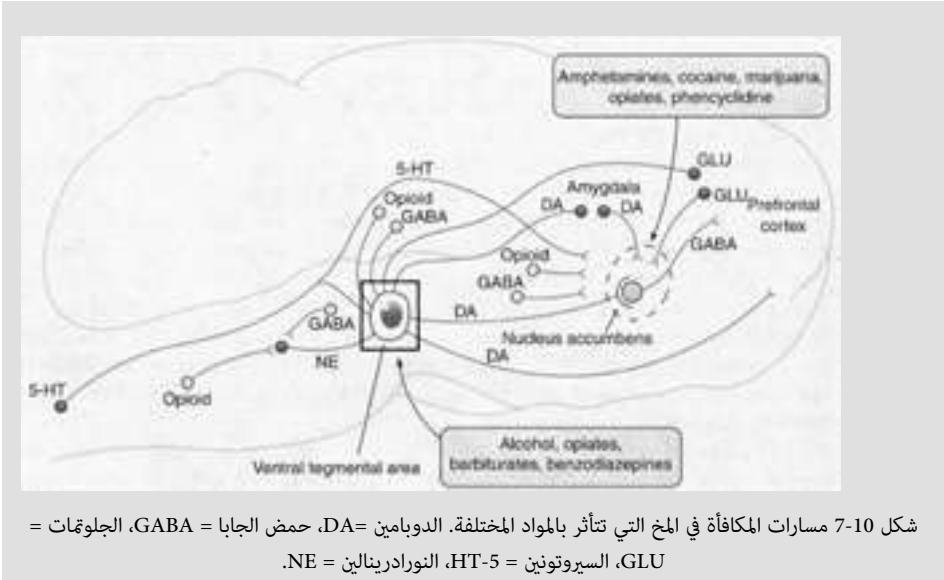 Amphetamines, cocaine, marijuana,
opiates, phencyclidine
5-HT
GLU
Opioid
GABA
Amygdala
DA
DA
GLU
Prefrontal
cortex
GABA
Opioid
GABA
DA
Nucleus accumbens
GABA
NE
DA
5-HT
Opioid
Ventral tegmental area
Alcohol, opiates,
barbiturates, benzodiazepines
شكل 10-7 مسارات المكافأة في المخ التي تتأثر بالمواد المختلفة. الدوبامين =DA، حمض الجابا = GABA، الجلوتمات =
GLU، السيروتونين = 5-HT، النورادرينالين = NE.